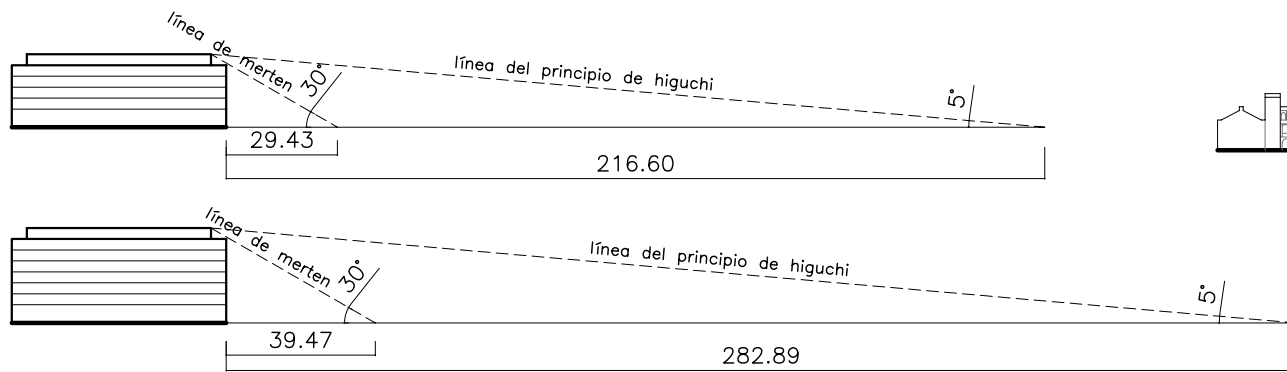 línea de merten
30°
línea del principio de higuchi
5°
29.43
216.60
línea de merten
30°
línea del principio de higuchi
5°
39.47
282.89